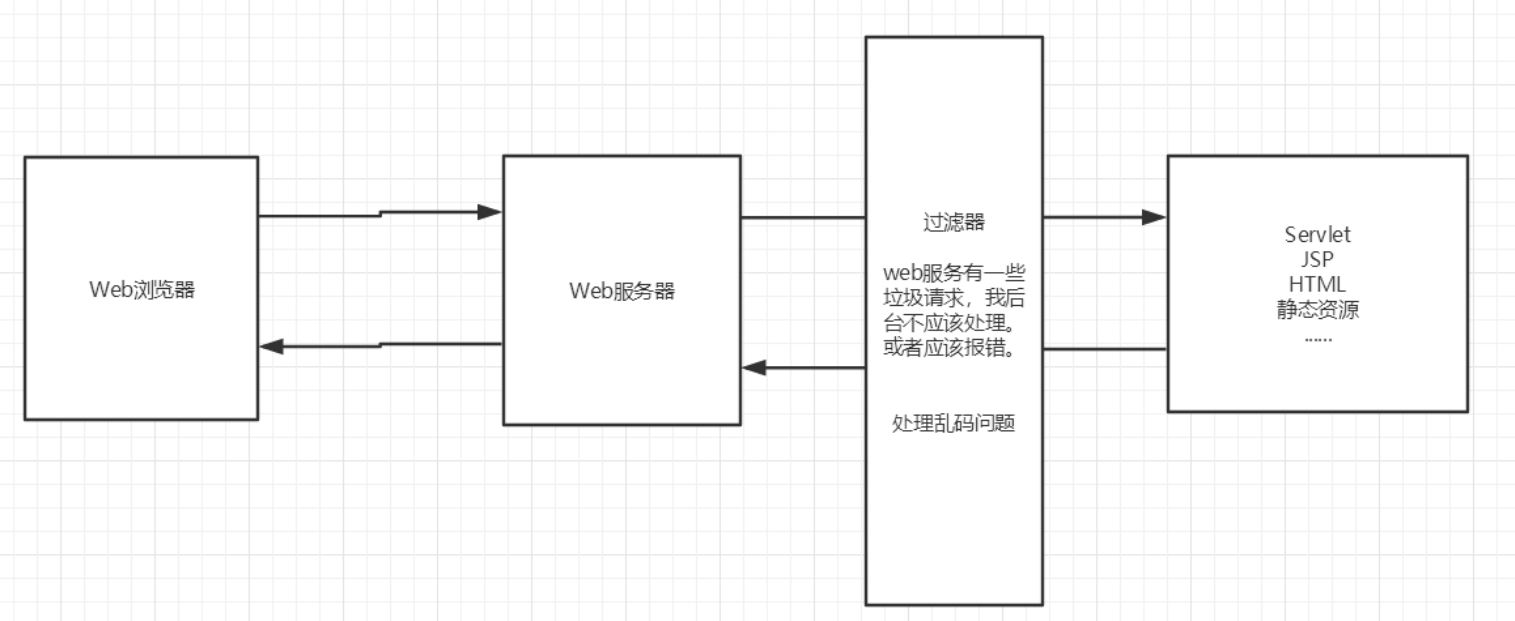 Web浏览器
Web服务器
过滤器
web服务有一些
垃圾请求，我后
台不应该处理。
或者应该报错。
处理乱码问题
Servlet
JSP
HTML
静态资源
......